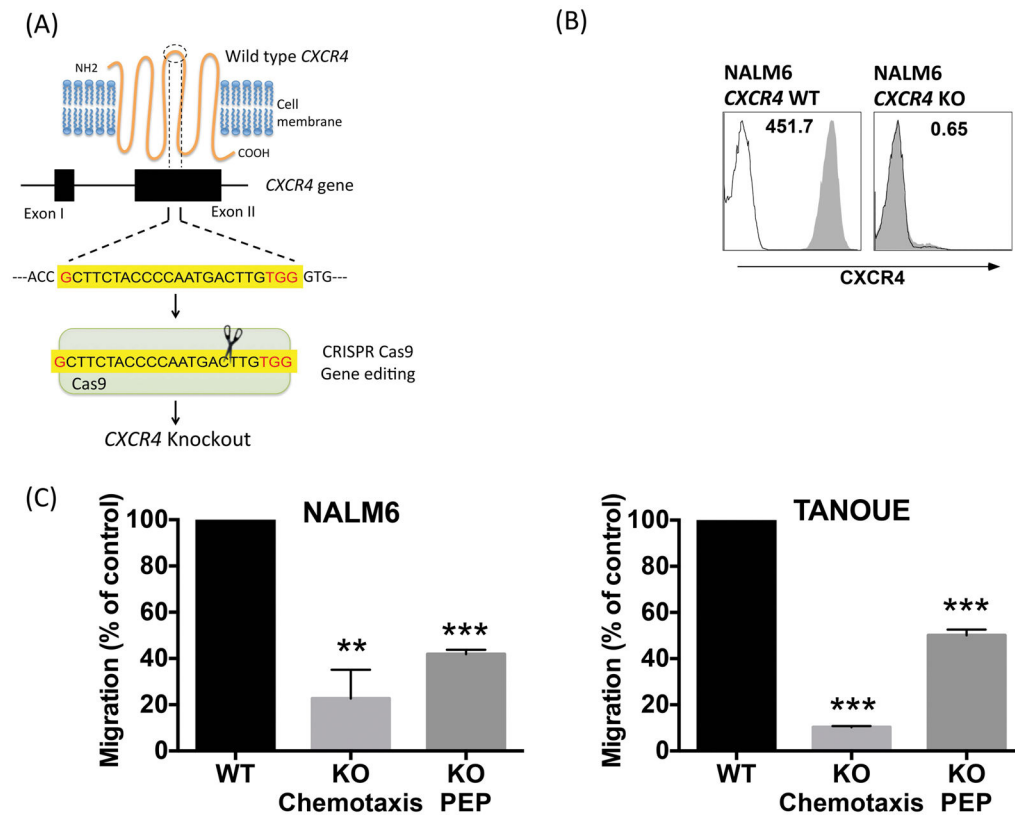 (A)
NH2
Wild type CXCR4
Cell
membrane
COOH
CXCR4 gene
Exon I
Exon II
---ACC GCTTCTACCCCAATGACTTGTGG GTG---
GCTTCTACCCCAATGACTTGTGG
Cas9
CRISPR Cas9
Gene editing
CXCR4 Knockout
(B)
NALM6
CXCR4 WT
451.7
NALM6
CXCR4 KO
0.65
CXCR4
(C)
NALM6
Migration (% of control)
100
80
60
40
20
0
**
***
WT
KO
Chemotaxis
KO
PEP
TANOUE
Migration (% of control)
100
80
60
40
20
0
***
***
WT
KO
Chemotaxis
KO
PEP